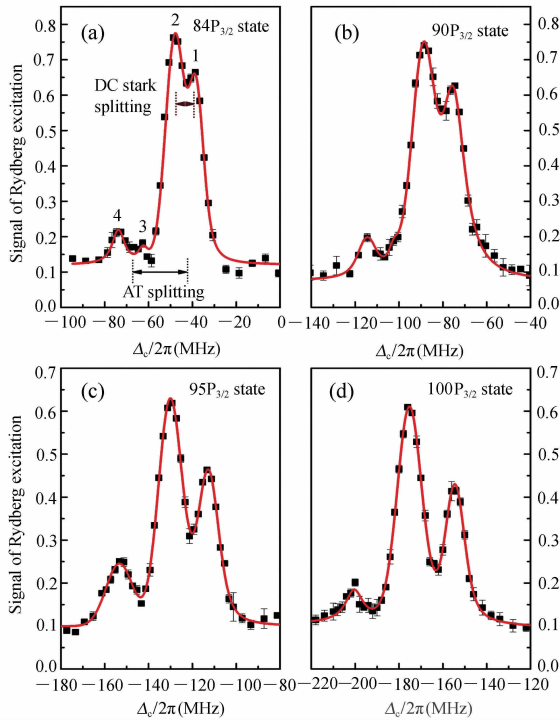 (a)
2
84P3/2 state
1
DC stark
splitting
4
3
AT splitting
0.8
0.7
0.6
0.5
0.4
0.3
0.2
0.1
0.0
Signal of Rydberg excitation
−100 −80 −60 −40 −20 0
Δc/2π(MHz)
(b)
90P3/2 state
0.8
0.7
0.6
0.5
0.4
0.3
0.2
0.1
0.0
−140 −120 −100 −80 −60 −40
Δc/2π(MHz)
(c)
95P3/2 state
0.7
0.6
0.5
0.4
0.3
0.2
0.1
0.0
Signal of Rydberg excitation
−180 −160 −140 −120 −100 −80
Δc/2π(MHz)
(d)
100P3/2 state
0.7
0.6
0.5
0.4
0.3
0.2
0.1
0.0
−220 −200 −180 −160 −140 −120
Δc/2π(MHz)